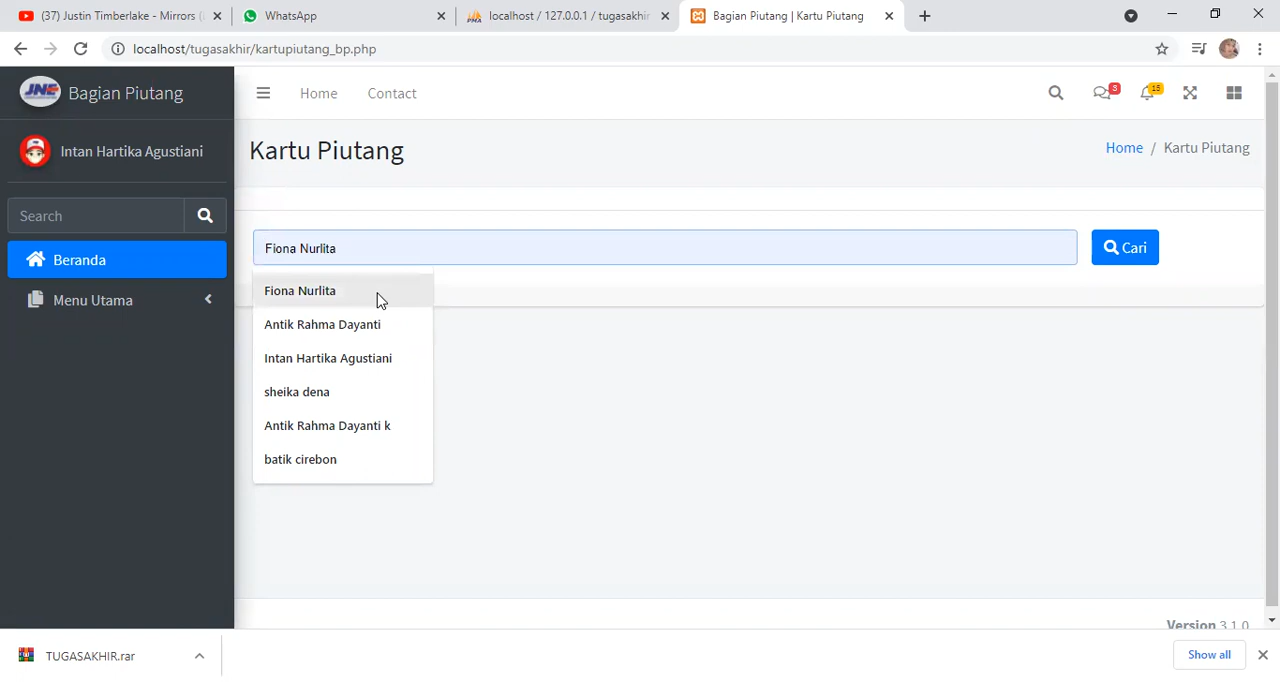 (37) Justin Timberlake - Mirrors (
WhatsApp
localhost / 127.0.0.1 / tugasakhir
Bagian Piutang | Kartu Piutang
localhost/tugasakhir/kartupiutang_bp.php
JNE Bagian Piutang
Home
Contact
15
Intan Hartika Agustiani
Kartu Piutang
Home / Kartu Piutang
Search
Fiona Nurlita
Cari
Beranda
Menu Utama
Fiona Nurlita
Antik Rahma Dayanti
Intan Hartika Agustiani
sheika dena
Antik Rahma Dayanti k
batik cirebon
Version 3.1.0
TUGASAKHIR.rar
Show all